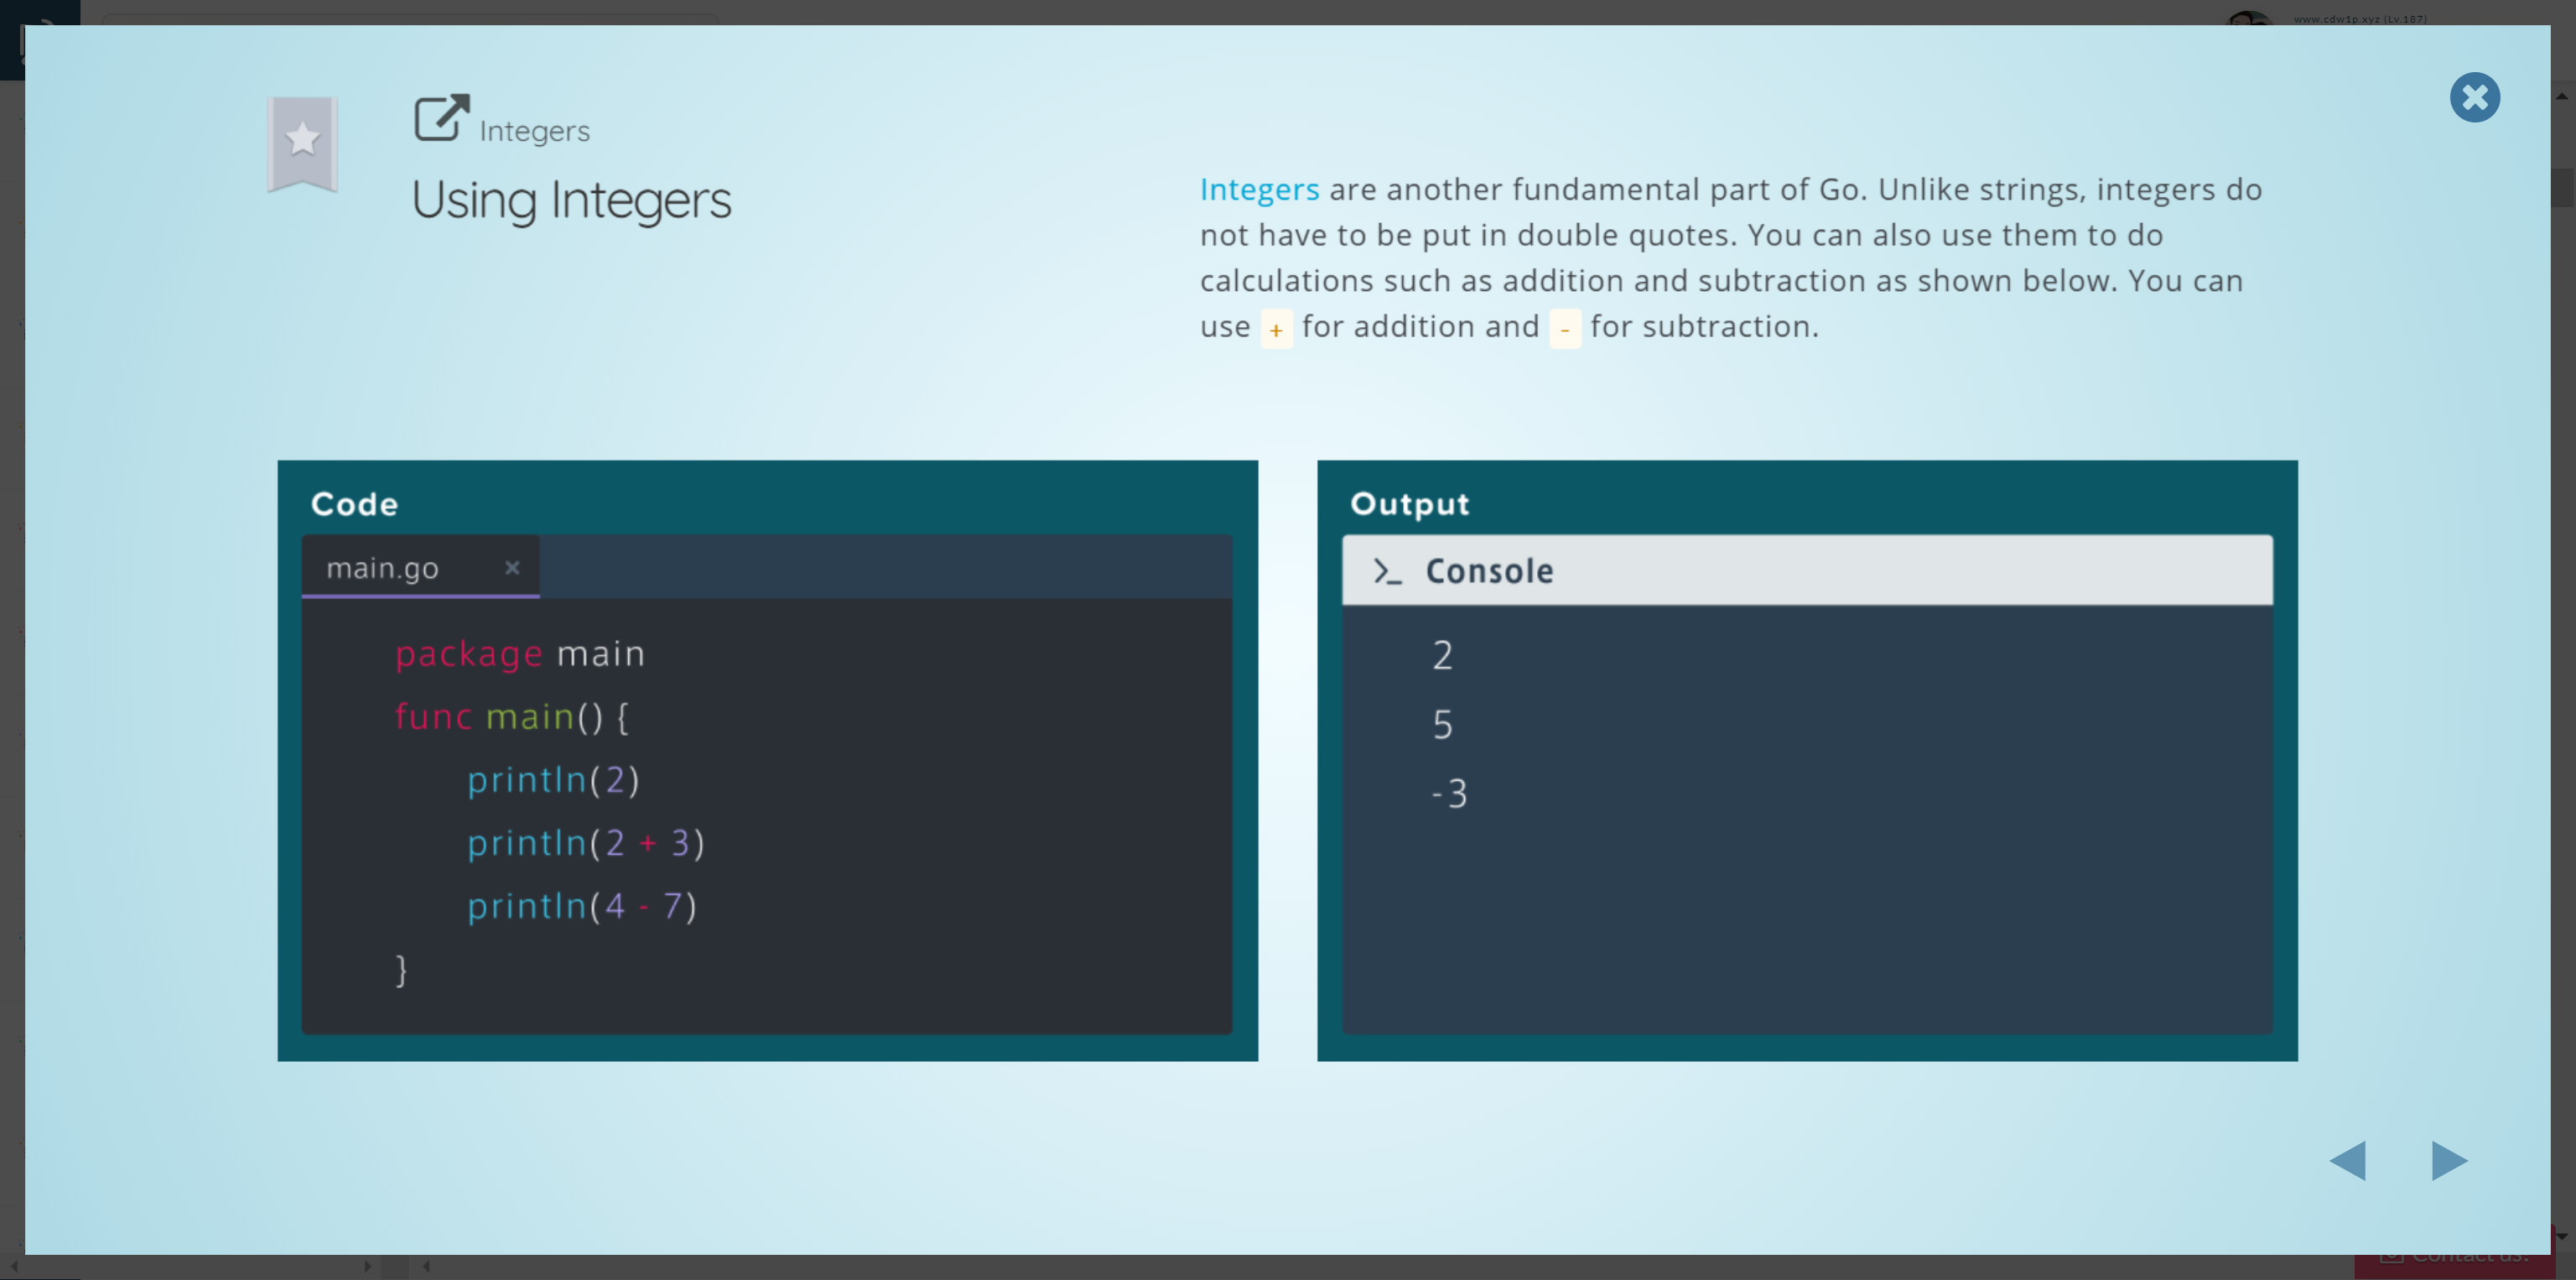 www.cdw1p.xyz (Lv.187)
Integers
Using Integers
Integers are another fundamental part of Go. Unlike strings, integers do
not have to be put in double quotes. You can also use them to do
calculations such as addition and subtraction as shown below. You can
use + for addition and - for subtraction.
Code
main.go ×
package main
func main() {
println(2)
println(2 + 3)
println(4 - 7)
}
Output
>_ Console
2
5
-3
Contact us!